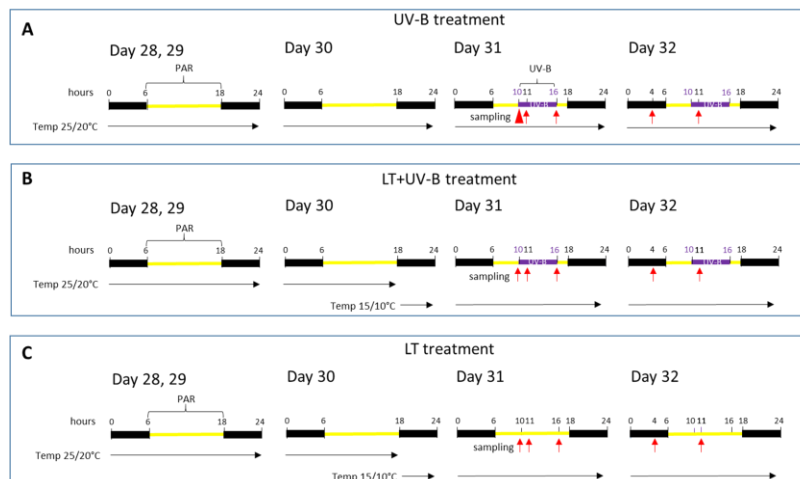 UV-B treatment
A
Day 28, 29
Day 30
Day 31
Day 32
PAR
UV-B
hours
0 6 18 24
0 6 18 24
0 6 10 11 16 18 24
0 4 6 10 11 16 18 24
UV-B
UV-B
sampling
Temp 25/20°C
LT+UV-B treatment
B
Day 28, 29
Day 30
Day 31
Day 32
PAR
hours
0 6 18 24
0 6 18 24
0 6 10 11 16 18 24
0 4 6 10 11 16 18 24
UV-B
UV-B
sampling
Temp 25/20°C
Temp 15/10°C
LT treatment
C
Day 28, 29
Day 30
Day 31
Day 32
PAR
hours
0 6 18 24
0 6 18 24
0 6 10 11 16 18 24
0 4 6 10 11 16 18 24
sampling
Temp 25/20°C
Temp 15/10°C